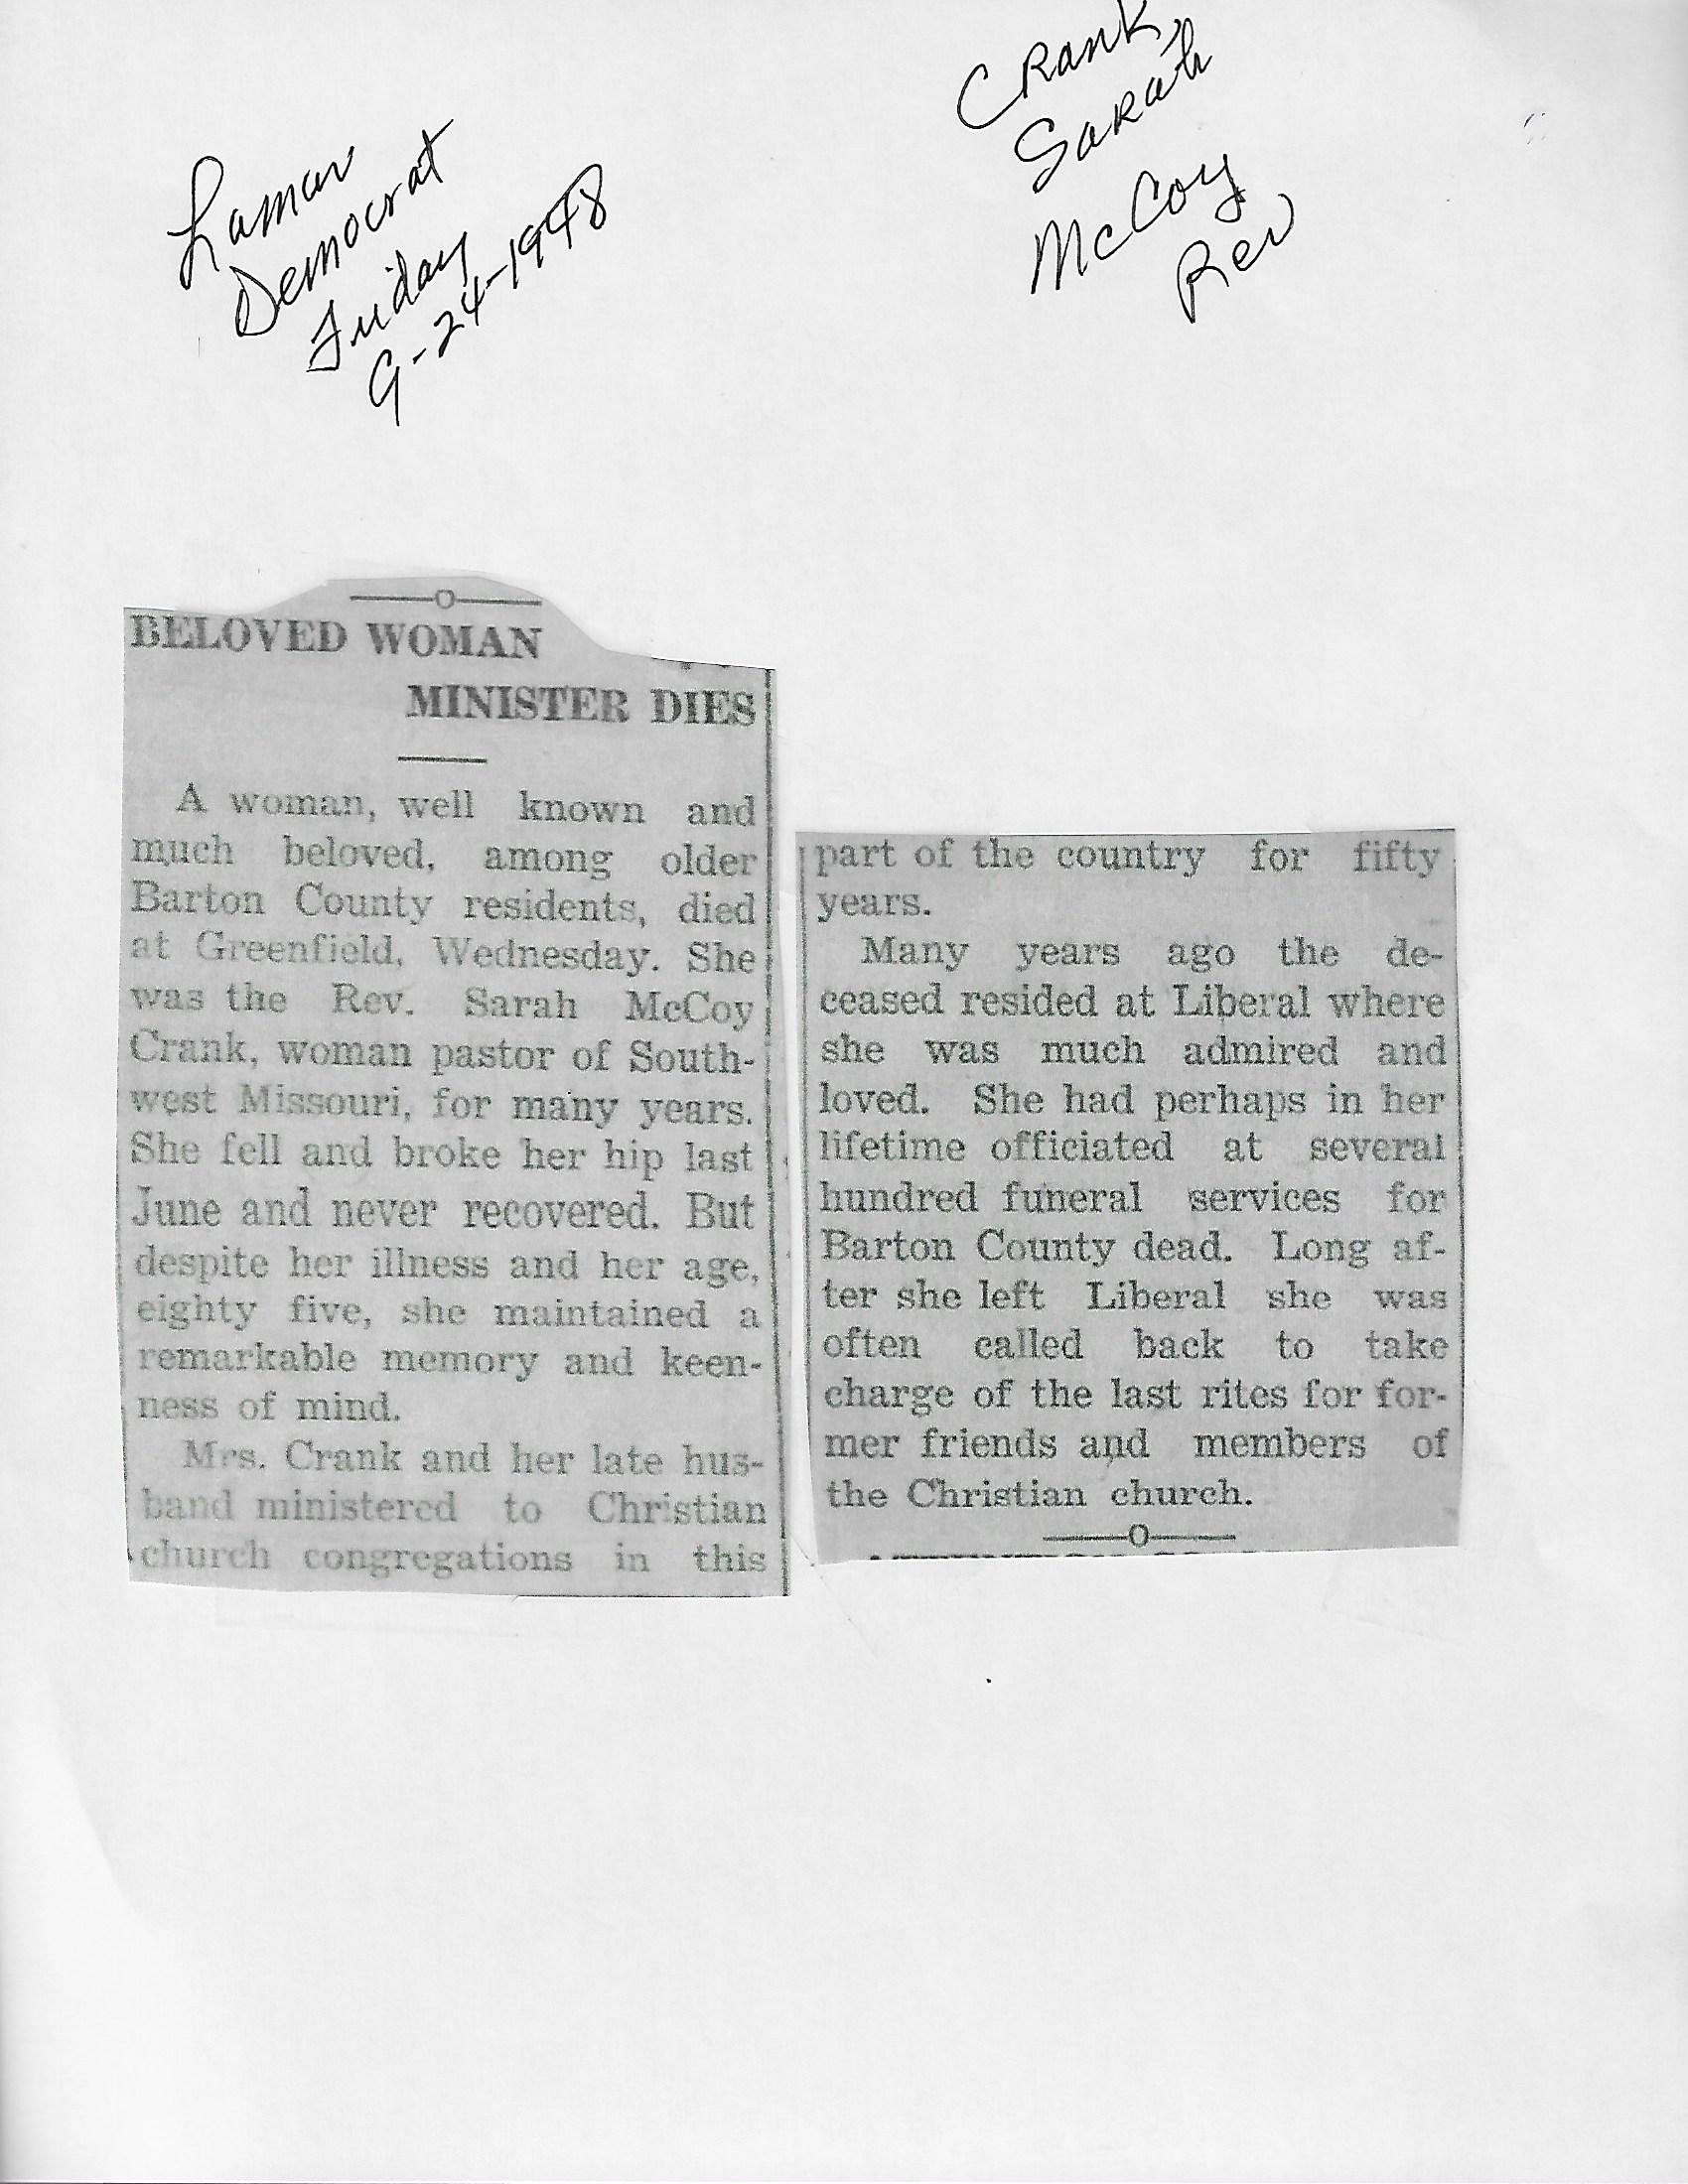 Lamar
Democrat
Friday
9-24-1948
Crank,
Sarah
McCoy
Rev
BELOVED WOMAN
MINISTER DIES
A woman, well known and
much beloved, among older
Barton County residents, died
at Greenfield, Wednesday. She
was the Rev. Sarah McCoy
Crank, woman pastor of South-
west Missouri, for many years.
She fell and broke her hip last
June and never recovered. But
despite her illness and her age,
eighty five, she maintained a
remarkable memory and keen-
ness of mind.
Mrs. Crank and her late hus-
band ministered to Christian
church congregations in this
part of the country for fifty
years.
Many years ago the de-
ceased resided at Liberal where
she was much admired and
loved. She had perhaps in her
lifetime officiated at several
hundred funeral services for
Barton County dead. Long af-
ter she left Liberal she was
often called back to take
charge of the last rites for for-
mer friends and members of
the Christian church.